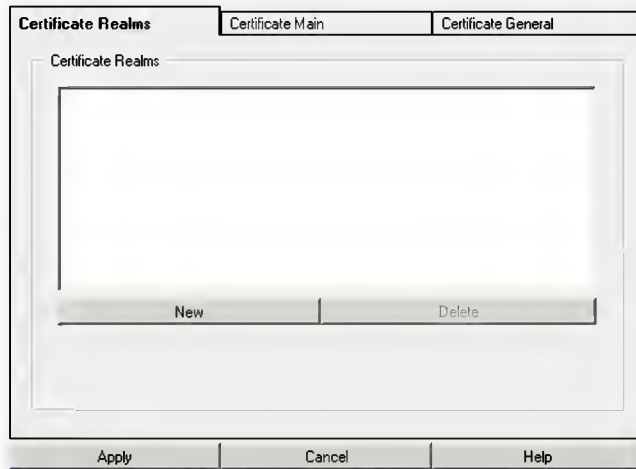 Certificate Realms Certificate Main Certificate General
Certificate Realms
New Delete
Apply Cancel Help